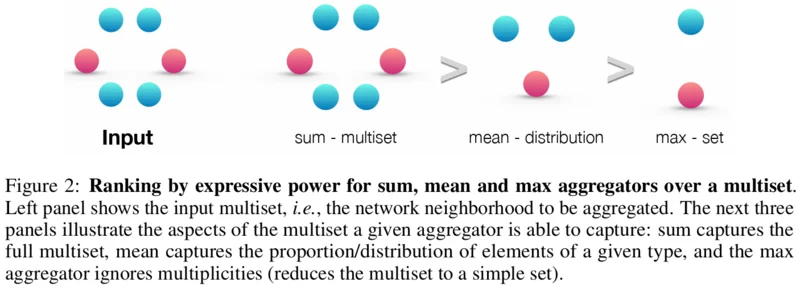 Input
sum - multiset
>
mean - distribution
>
max - set
Figure 2: Ranking by expressive power for sum, mean and max aggregators over a multiset.
Left panel shows the input multiset, i.e., the network neighborhood to be aggregated. The next three
panels illustrate the aspects of the multiset a given aggregator is able to capture: sum captures the
full multiset, mean captures the proportion/distribution of elements of a given type, and the max
aggregator ignores multiplicities (reduces the multiset to a simple set).